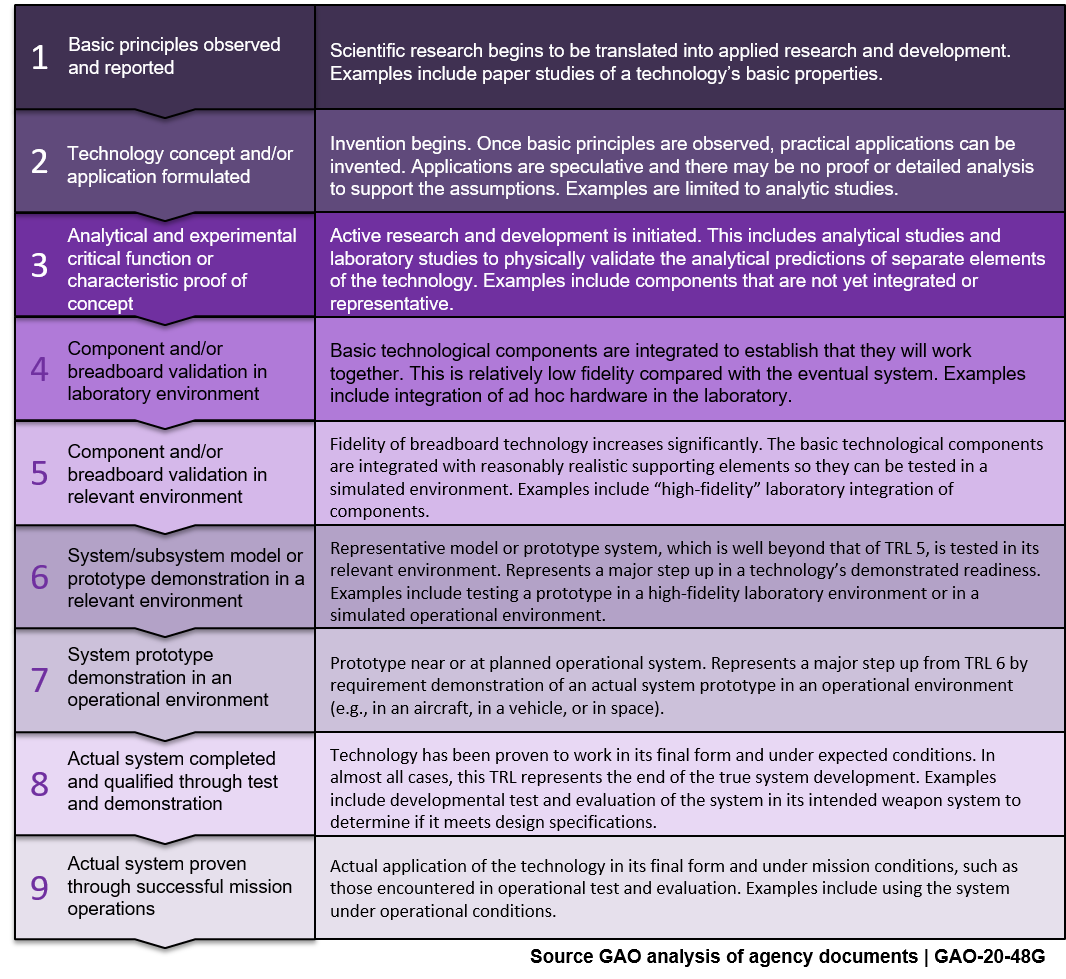 1
Basic principles observed
and reported
Scientific research begins to be translated into applied research and development.
Examples include paper studies of a technology’s basic properties.
2
Technology concept and/or
application formulated
Invention begins. Once basic principles are observed, practical applications can be
invented. Applications are speculative and there may be no proof or detailed analysis
to support the assumptions. Examples are limited to analytic studies.
3
Analytical and experimental
critical function or
characteristic proof of
concept
Active research and development is initiated. This includes analytical studies and
laboratory studies to physically validate the analytical predictions of separate elements
of the technology. Examples include components that are not yet integrated or
representative.
4
Component and/or
breadboard validation in
laboratory environment
Basic technological components are integrated to establish that they will work
together. This is relatively low fidelity compared with the eventual system. Examples
include integration of ad hoc hardware in the laboratory.
5
Component and/or
breadboard validation in
relevant environment
Fidelity of breadboard technology increases significantly. The basic technological components
are integrated with reasonably realistic supporting elements so they can be tested in a
simulated environment. Examples include “high-fidelity” laboratory integration of
components.
6
System/subsystem model or
prototype demonstration in a
relevant environment
Representative model or prototype system, which is well beyond that of TRL 5, is tested in its
relevant environment. Represents a major step up in a technology’s demonstrated readiness.
Examples include testing a prototype in a high-fidelity laboratory environment or in a
simulated operational environment.
7
System prototype
demonstration in an
operational environment
Prototype near or at planned operational system. Represents a major step up from TRL 6 by
requirement demonstration of an actual system prototype in an operational environment
(e.g., in an aircraft, in a vehicle, or in space).
8
Actual system completed
and qualified through test
and demonstration
Technology has been proven to work in its final form and under expected conditions. In
almost all cases, this TRL represents the end of the true system development. Examples
include developmental test and evaluation of the system in its intended weapon system to
determine if it meets design specifications.
9
Actual system proven
through successful mission
operations
Actual application of the technology in its final form and under mission conditions, such as
those encountered in operational test and evaluation. Examples include using the system
under operational conditions.
Source GAO analysis of agency documents | GAO-20-48G